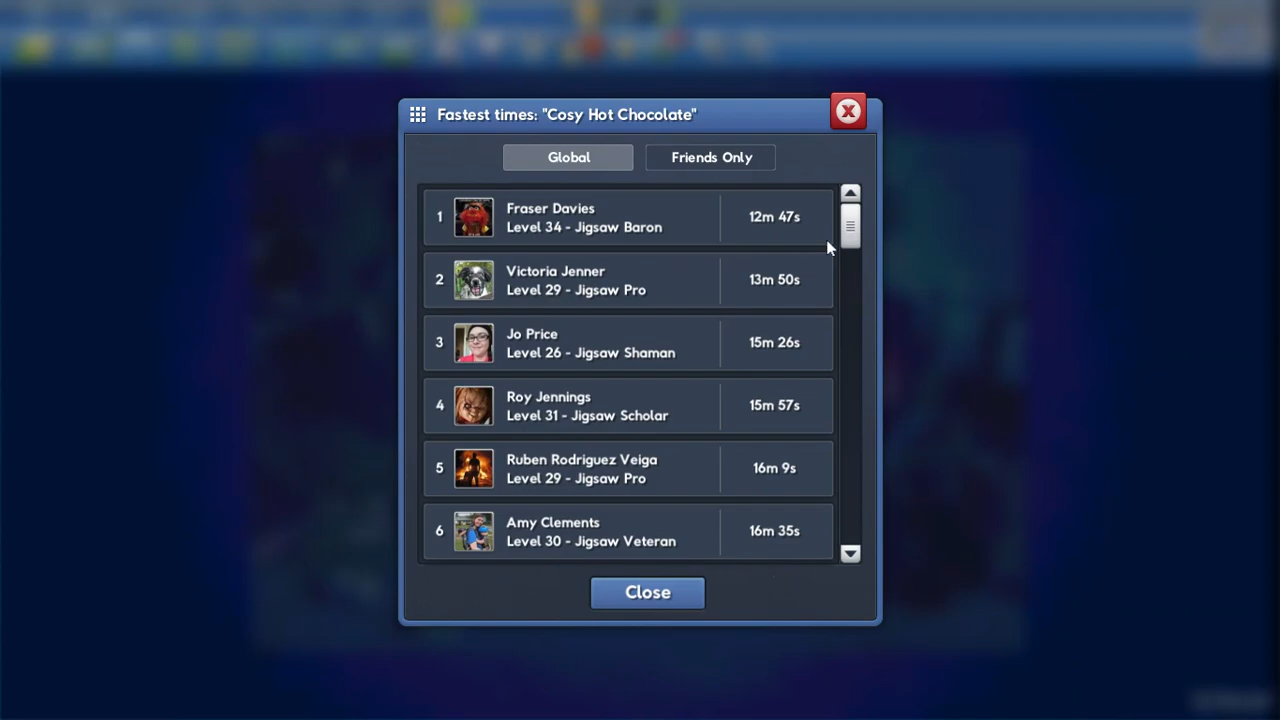 Fastest times: "Cosy Hot Chocolate"
Global
Friends Only
1
Fraser Davies
Level 34 - Jigsaw Baron
12m 47s
2
Victoria Jenner
Level 29 - Jigsaw Pro
13m 50s
3
Jo Price
Level 26 - Jigsaw Shaman
15m 26s
4
Roy Jennings
Level 31 - Jigsaw Scholar
15m 57s
5
Ruben Rodriguez Veiga
Level 29 - Jigsaw Pro
16m 9s
6
Amy Clements
Level 30 - Jigsaw Veteran
16m 35s
Close